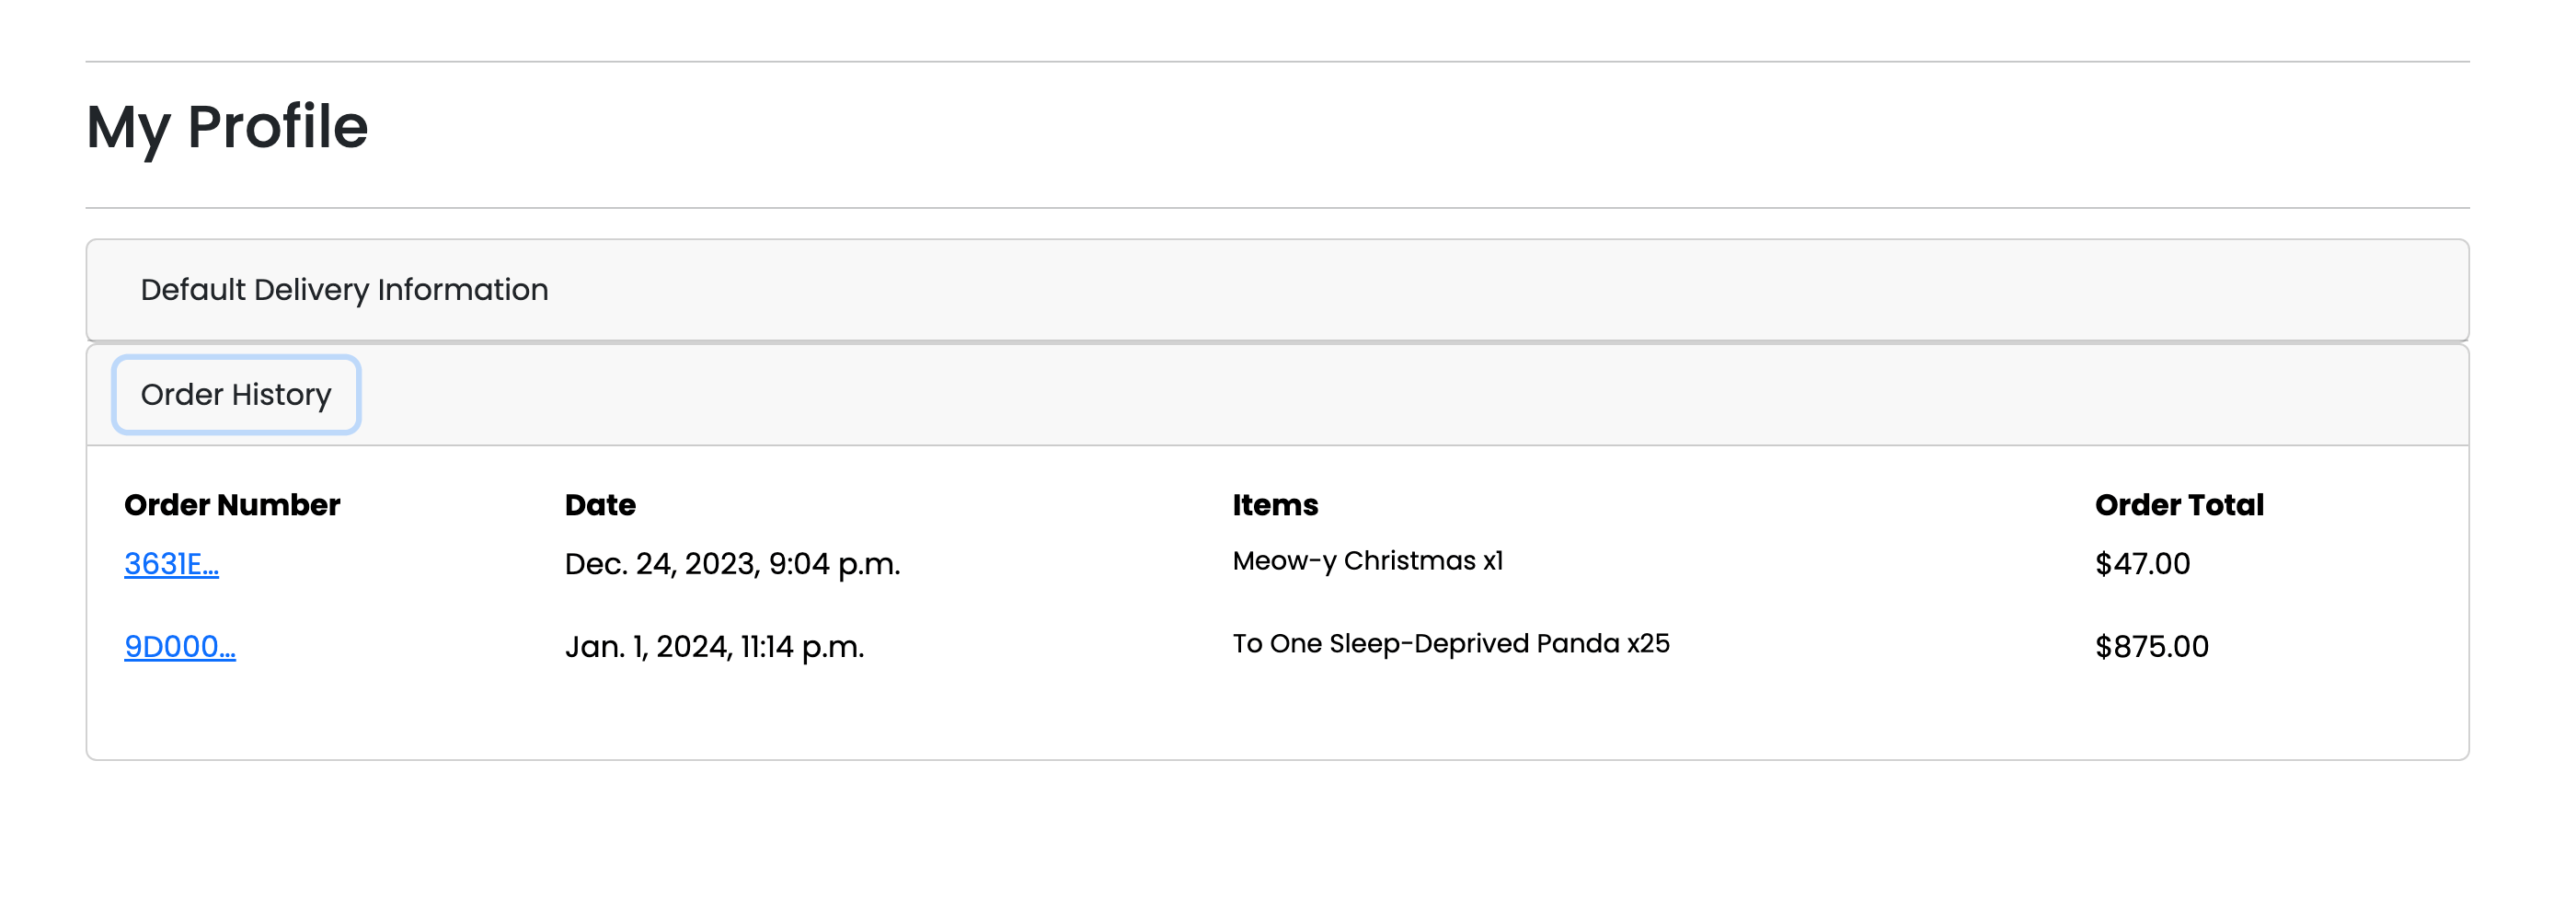 My Profile
Default Delivery Information
Order History
Order Number Date Items Order Total
3631E... Dec. 24, 2023, 9:04 p.m. Meow-y Christmas x1 $47.00
9D000... Jan. 1, 2024, 11:14 p.m. To One Sleep-Deprived Panda x25 $875.00